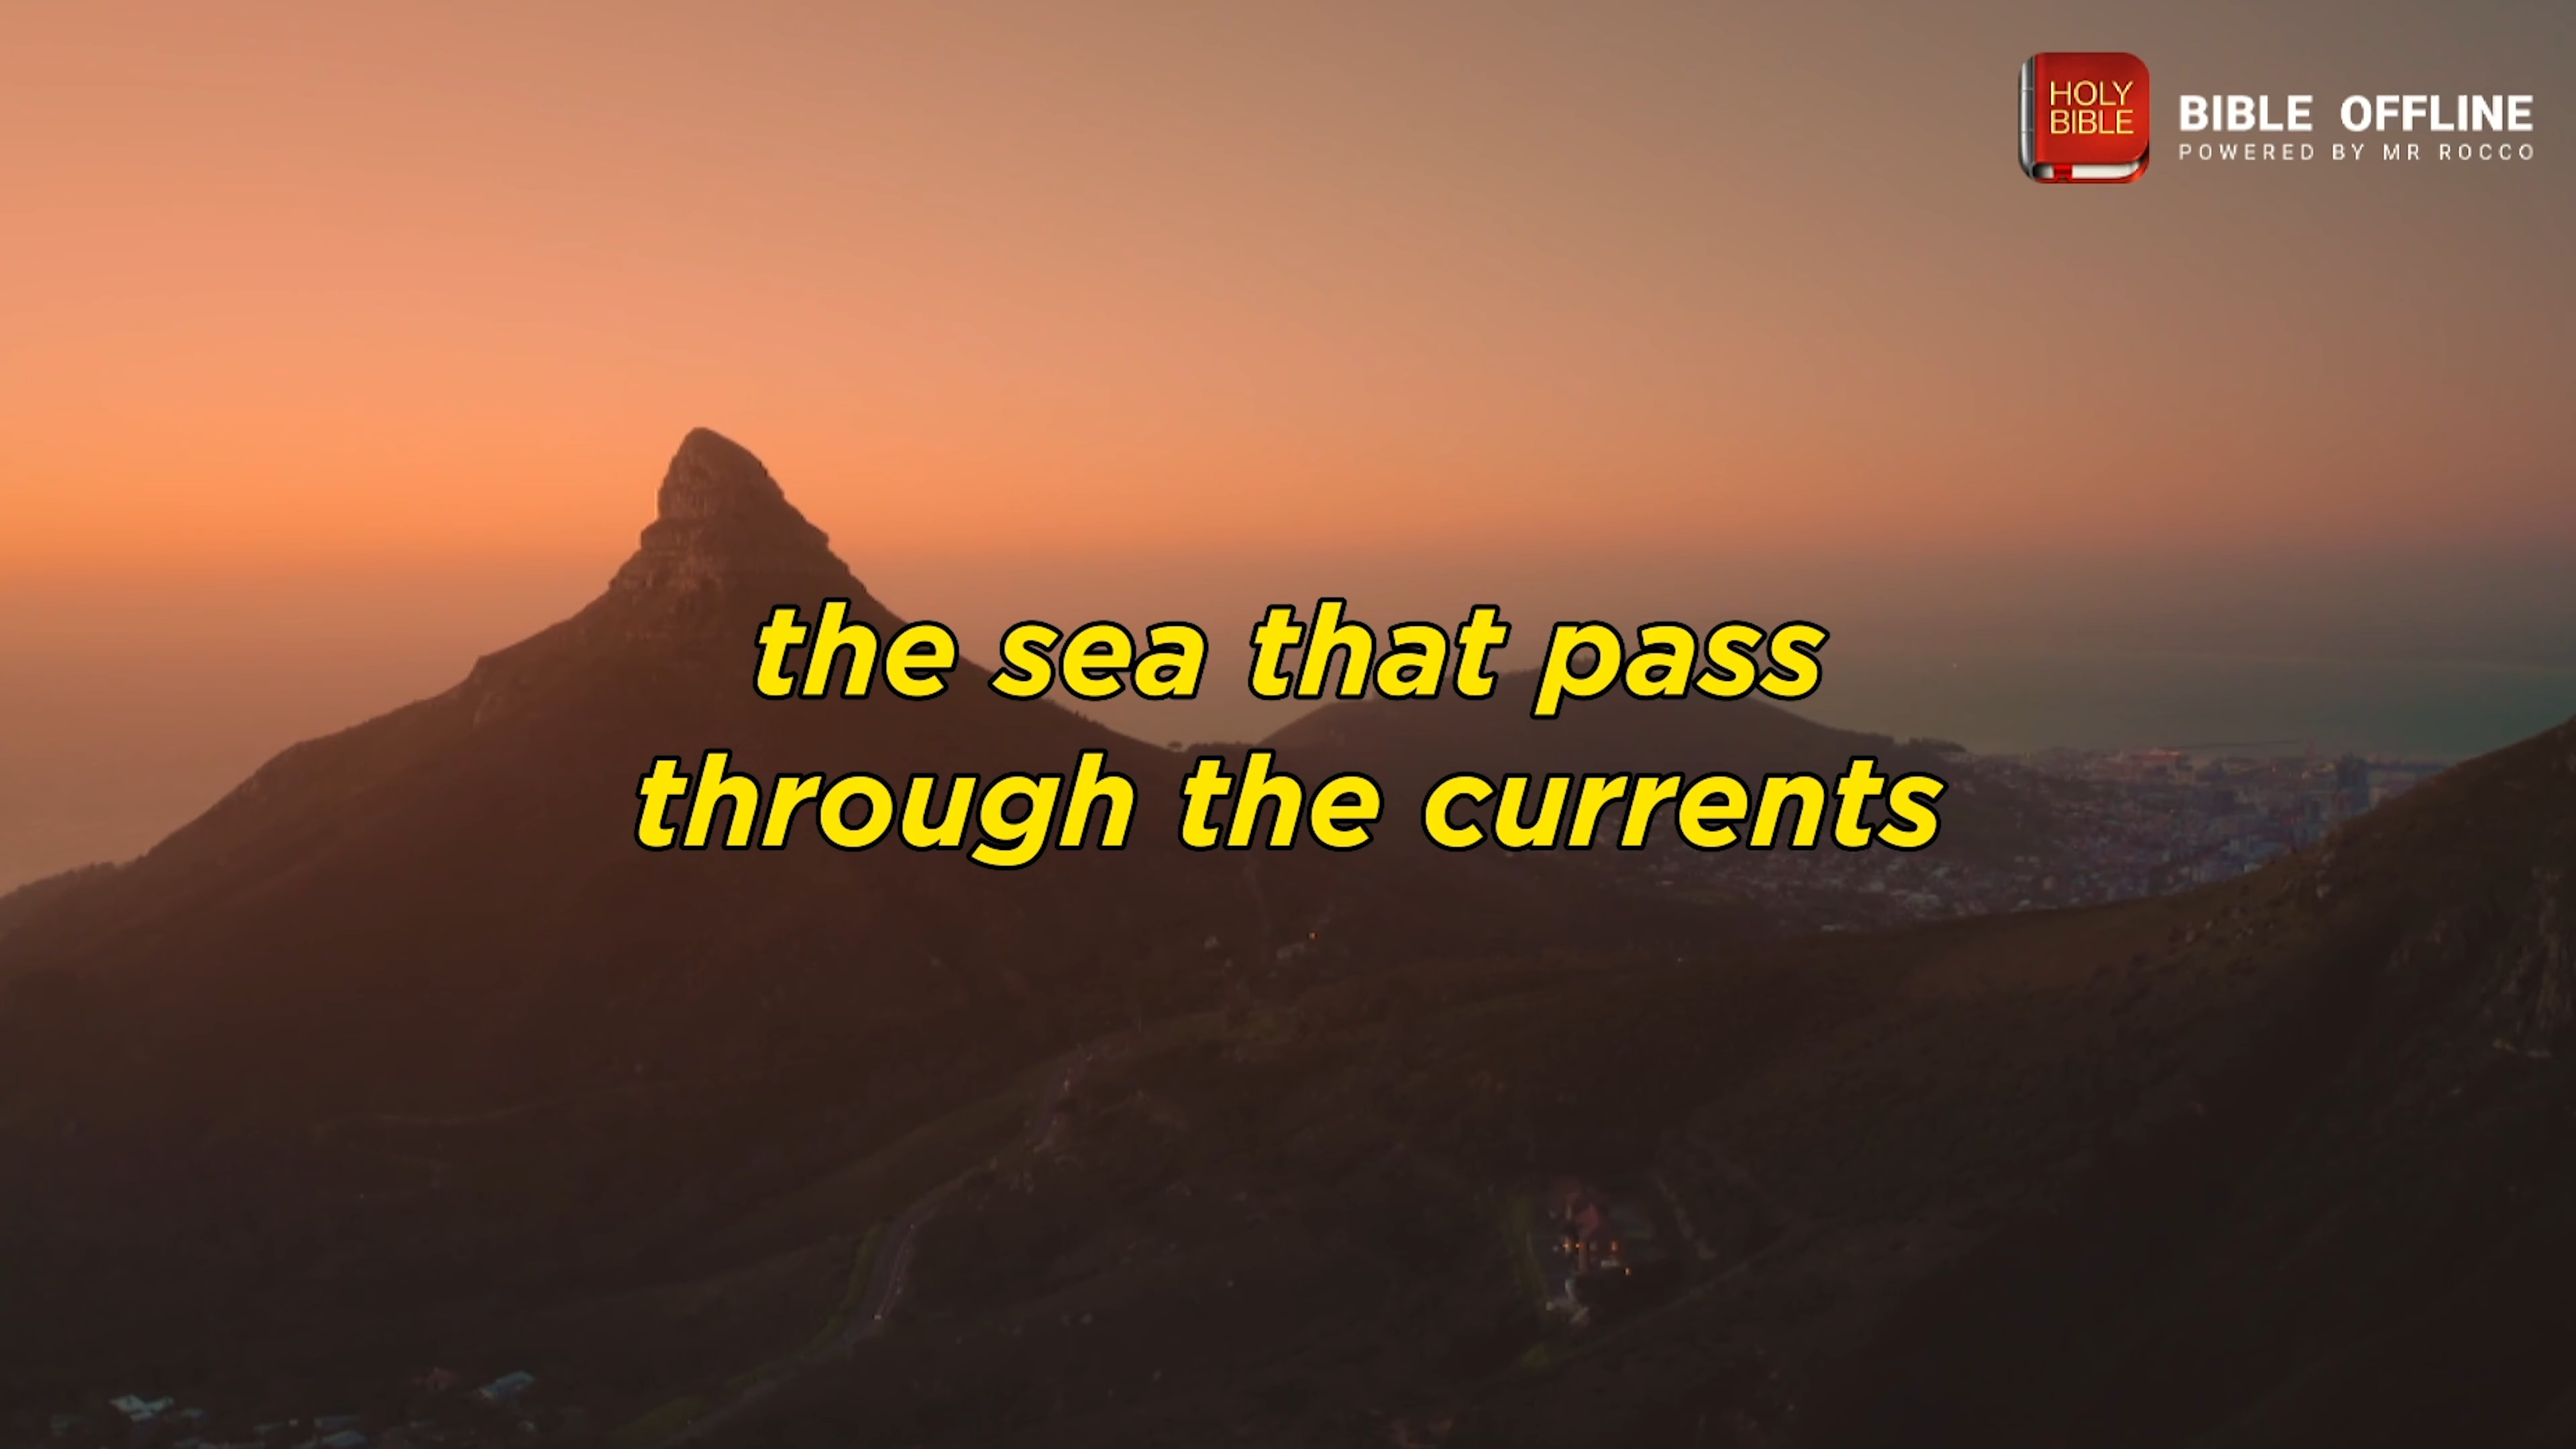 HOLY
BIBLE
BIBLE OFFLINE
POWERED BY MR ROCCO
the sea that pass
through the currents